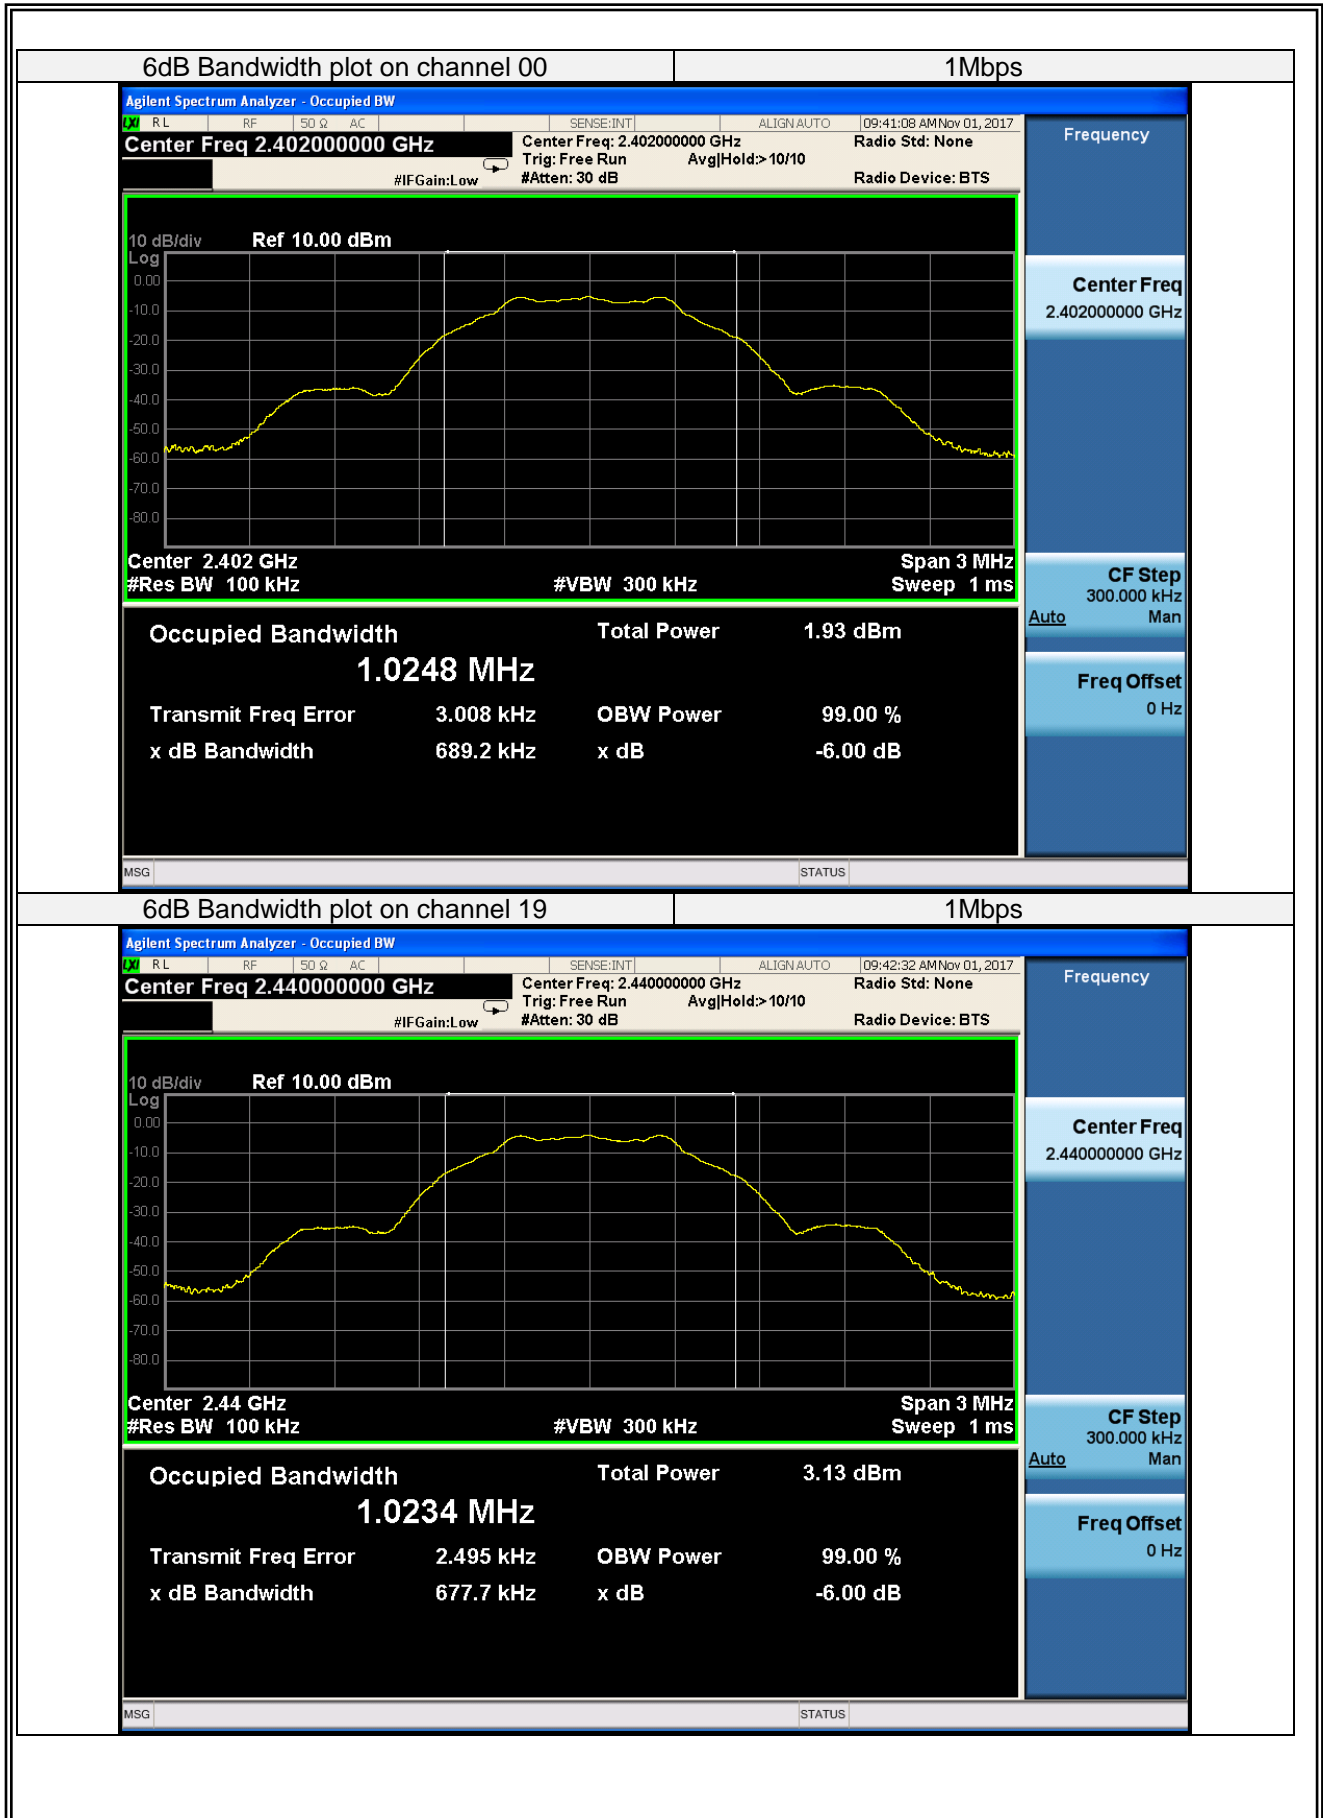 6dB Bandwidth plot on channel 00 1Mbps
Agilent Spectrum Analyzer - Occupied BW
LXI RL RF 50 Ω AC SENSE:INT ALIGN AUTO 09:41:08 AM Nov 01, 2017
Center Freq 2.402000000 GHz Center Freq: 2.402000000 GHz Radio Std: None Frequency
Trig: Free Run Avg|Hold:>10/10
#IFGain:Low #Atten: 30 dB Radio Device: BTS
10 dB/div Ref 10.00 dBm
Log
0.00
-10.0
-20.0
-30.0
-40.0
-50.0
-60.0
-70.0
-80.0
Center Freq
2.402000000 GHz
Center 2.402 GHz Span 3 MHz
#Res BW 100 kHz #VBW 300 kHz Sweep 1 ms
CF Step
300.000 kHz
Auto Man
Occupied Bandwidth Total Power 1.93 dBm
1.0248 MHz
Transmit Freq Error 3.008 kHz OBW Power 99.00 %
x dB Bandwidth 689.2 kHz x dB -6.00 dB
Freq Offset
0 Hz
MSG STATUS
6dB Bandwidth plot on channel 19 1Mbps
Agilent Spectrum Analyzer - Occupied BW
LXI RL RF 50 Ω AC SENSE:INT ALIGN AUTO 09:42:32 AM Nov 01, 2017
Center Freq 2.440000000 GHz Center Freq: 2.440000000 GHz Radio Std: None Frequency
Trig: Free Run Avg|Hold:>10/10
#IFGain:Low #Atten: 30 dB Radio Device: BTS
10 dB/div Ref 10.00 dBm
Log
0.00
-10.0
-20.0
-30.0
-40.0
-50.0
-60.0
-70.0
-80.0
Center Freq
2.440000000 GHz
Center 2.44 GHz Span 3 MHz
#Res BW 100 kHz #VBW 300 kHz Sweep 1 ms
CF Step
300.000 kHz
Auto Man
Occupied Bandwidth Total Power 3.13 dBm
1.0234 MHz
Transmit Freq Error 2.495 kHz OBW Power 99.00 %
x dB Bandwidth 677.7 kHz x dB -6.00 dB
Freq Offset
0 Hz
MSG STATUS